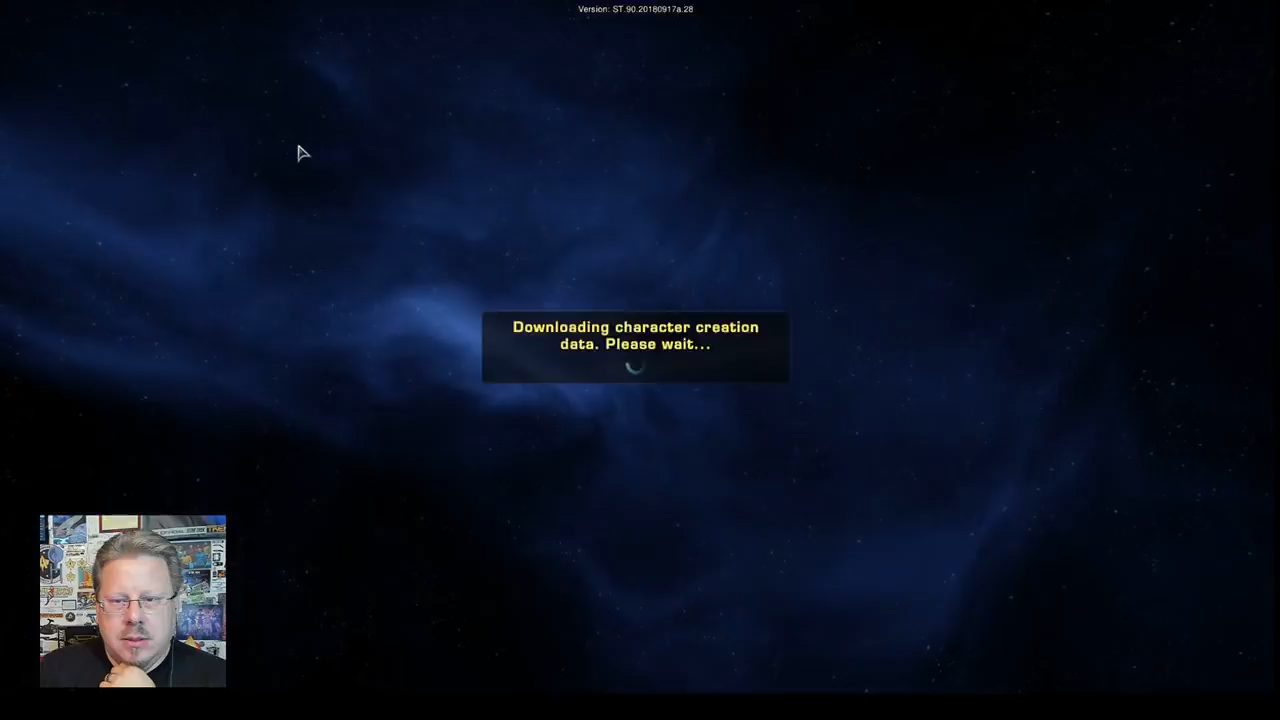 Version: ST.90.20180917a.28
Downloading character creation
data. Please wait...